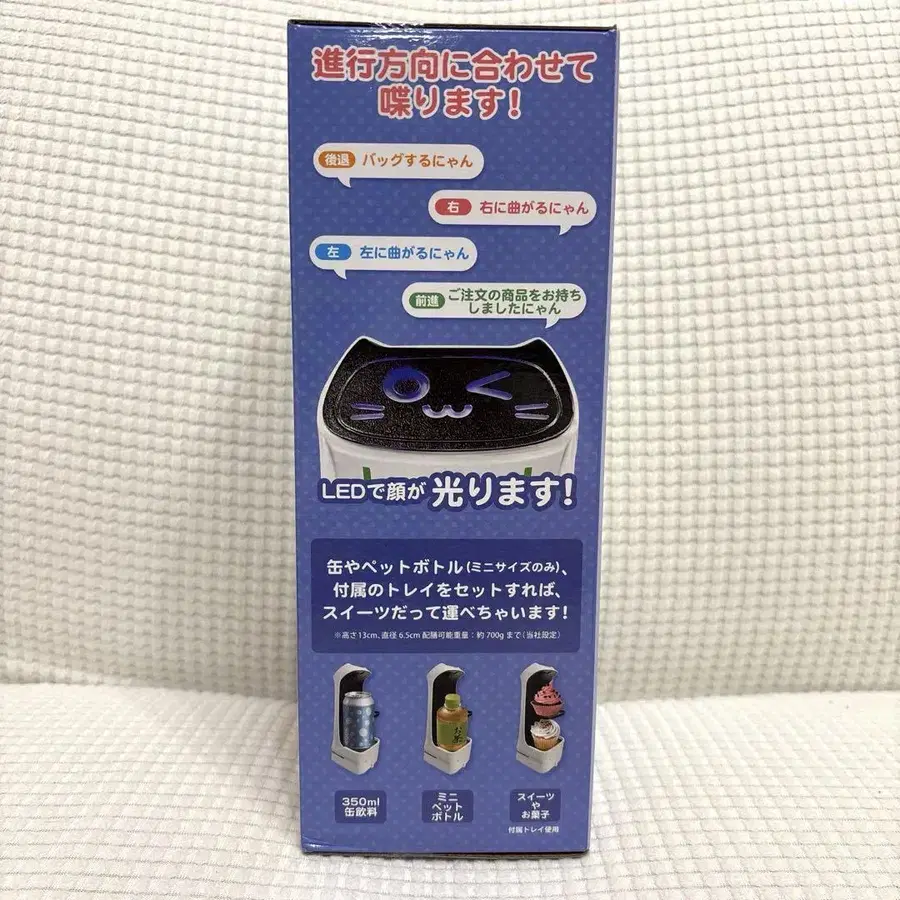 進行方向に合わせて
喋ります!
後退 バッグするにゃん
右 右に曲がるにゃん
左 左に曲がるにゃん
前進 ご注文の商品をお持ち
しましたにゃん
LEDで顔が 光ります!
缶やペットボトル(ミニサイズのみ)、
付属のトレイをセットすれば、
スイーツだって運べちゃいます!
※高さ13cm、直径 6.5cm 配膳可能重量:約700gまで(当社設定)
お茶
350ml
缶飲料
ミニ
ペット
ボトル
スイーツ
や
お菓子
付属トレイ使用